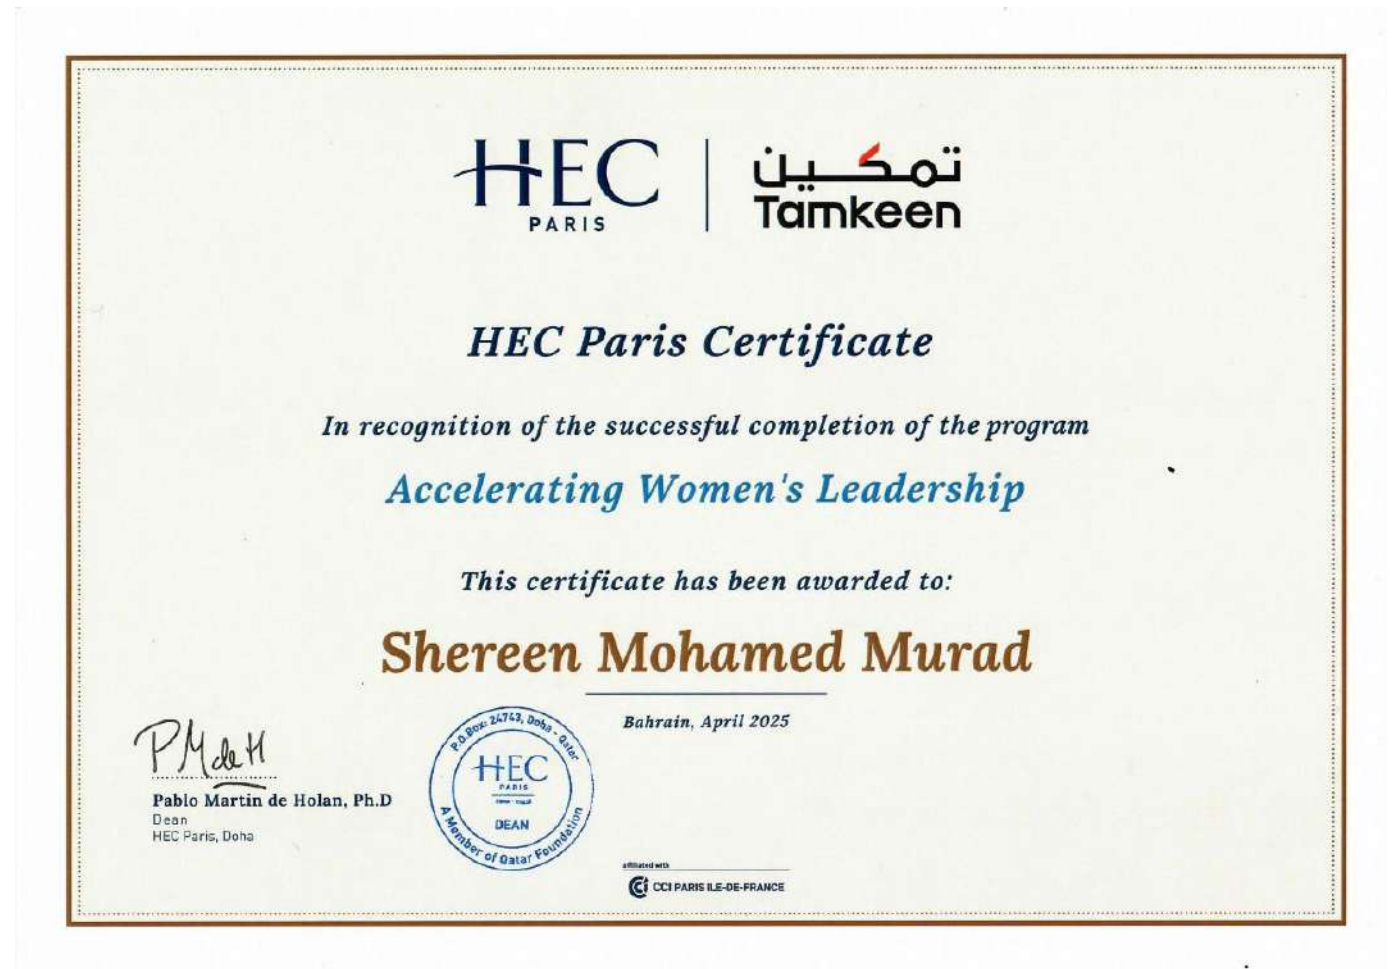 HEC
PARIS
تمكين
Tamkeen
HEC Paris Certificate
In recognition of the successful completion of the program
Accelerating Women's Leadership
This certificate has been awarded to:
Shereen Mohamed Murad
Bahrain, April 2025
PMdeH
Pablo Martin de Holan, Ph.D
Dean
HEC Paris, Doha
P.O.Box: 24743, Doha - Qatar
HEC
PARIS
DEAN
A Member of Qatar Foundation
affiliated with
CCI PARIS ILE-DE-FRANCE